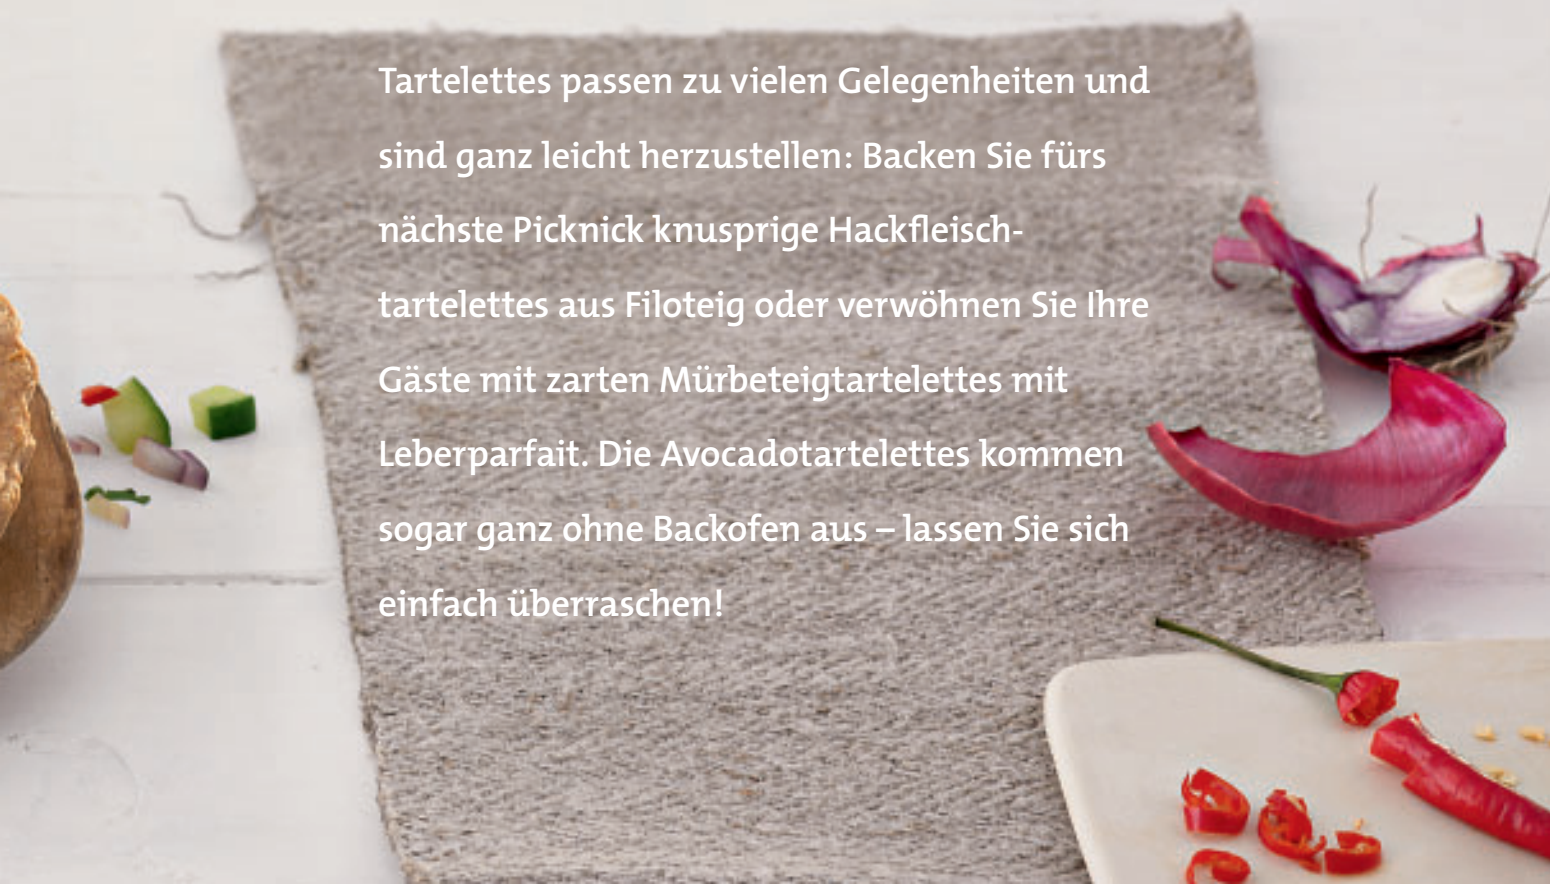 Tartelettes passen zu vielen Gelegenheiten und
sind ganz leicht herzustellen: Backen Sie fürs
nächste Picknick knusprige Hackfleisch-
tartelettes aus Filoteig oder verwöhnen Sie Ihre
Gäste mit zarten Mürbeteigtartelettes mit
Leberparfait. Die Avocadotartelettes kommen
sogar ganz ohne Backofen aus – lassen Sie sich
einfach überraschen!